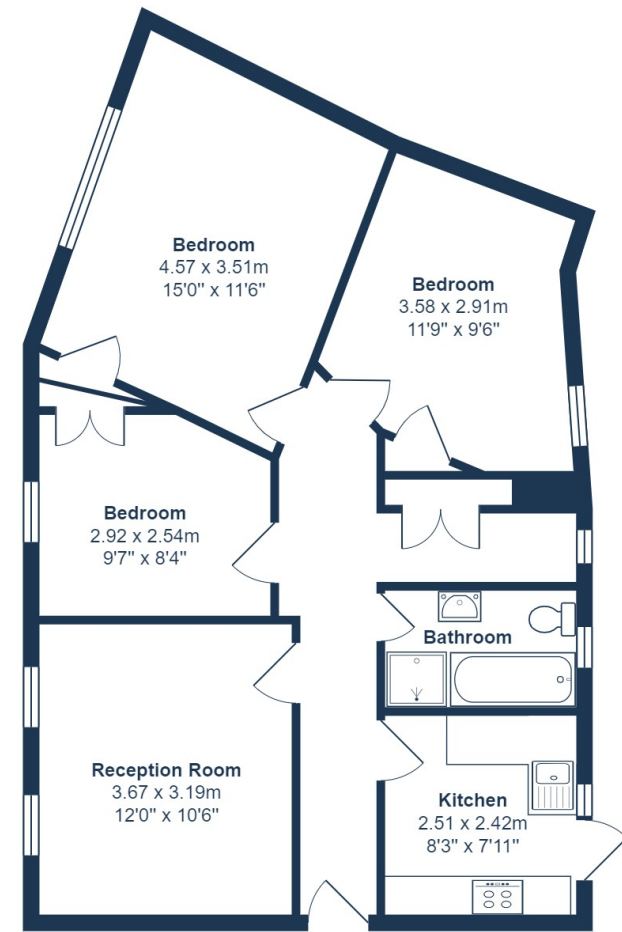 Bedroom
4.57 x 3.51m
15'0" x 11'6"
Bedroom
3.58 x 2.91m
11'9" x 9'6"
Bedroom
2.92 x 2.54m
9'7" x 8'4"
Bathroom
Reception Room
3.67 x 3.19m
12'0" x 10'6"
Kitchen
2.51 x 2.42m
8'3" x 7'11"